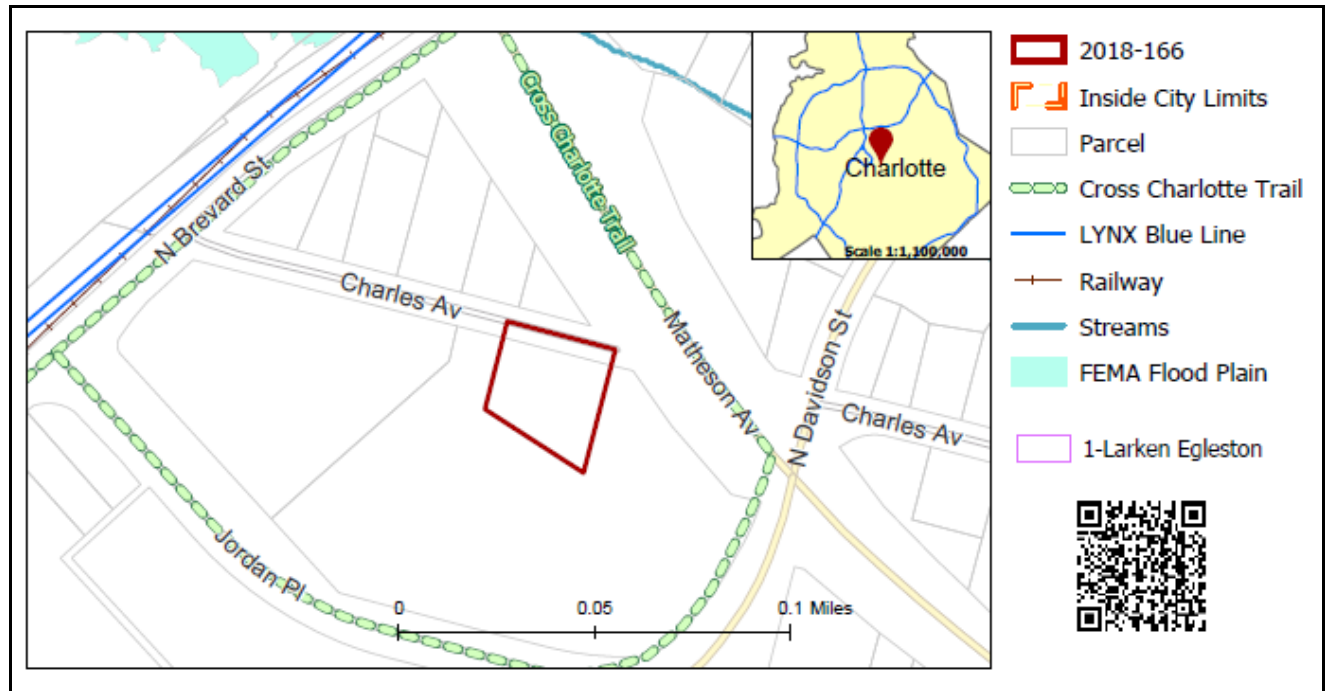 N Brevard St
Cross Charlotte Trail
Charles Av
Matheson Av
N Davidson St
Charles Av
Jordan Pl
0 0.05 0.1 Miles
Charlotte
Scale 1:1,100,000
2018-166
Inside City Limits
Parcel
Cross Charlotte Trail
LYNX Blue Line
Railway
Streams
FEMA Flood Plain
1-Larken Egleston